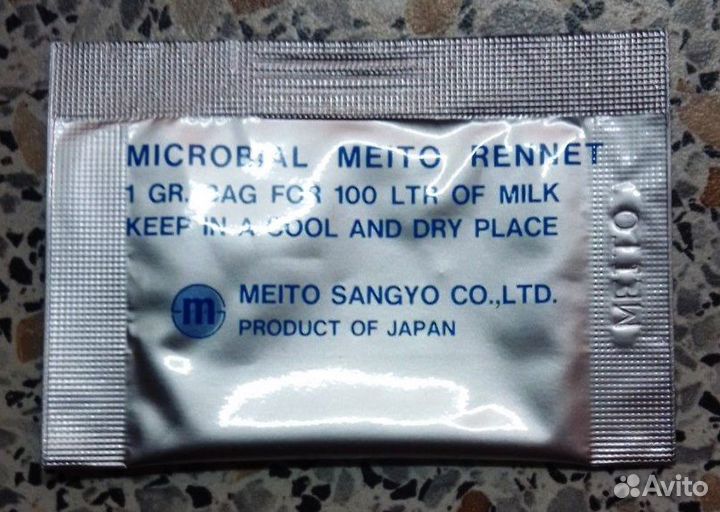 MICROBIAL MEITO RENNET
1 GR. BAG FOR 100 LTR OF MILK
KEEP IN A COOL AND DRY PLACE
m MEITO SANGYO CO.,LTD.
PRODUCT OF JAPAN
MEITO
Avito